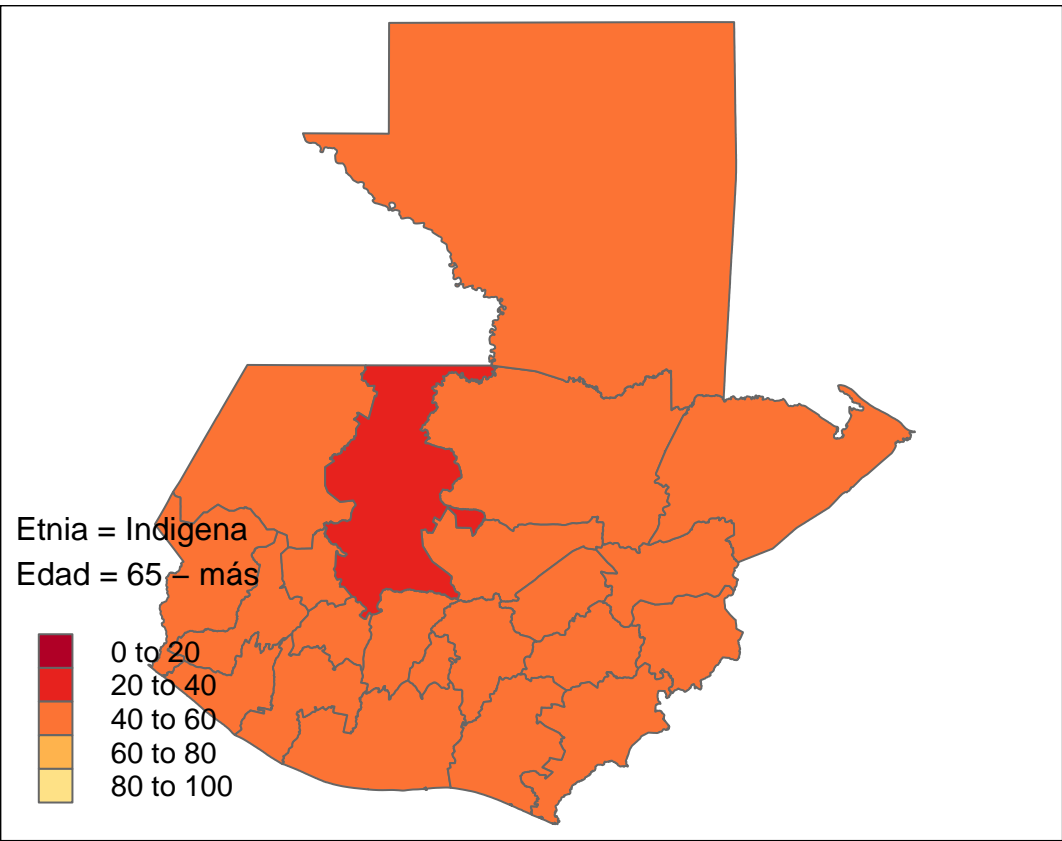 Etnia = Indigena
Edad = 65 – más
0 to 20
20 to 40
40 to 60
60 to 80
80 to 100